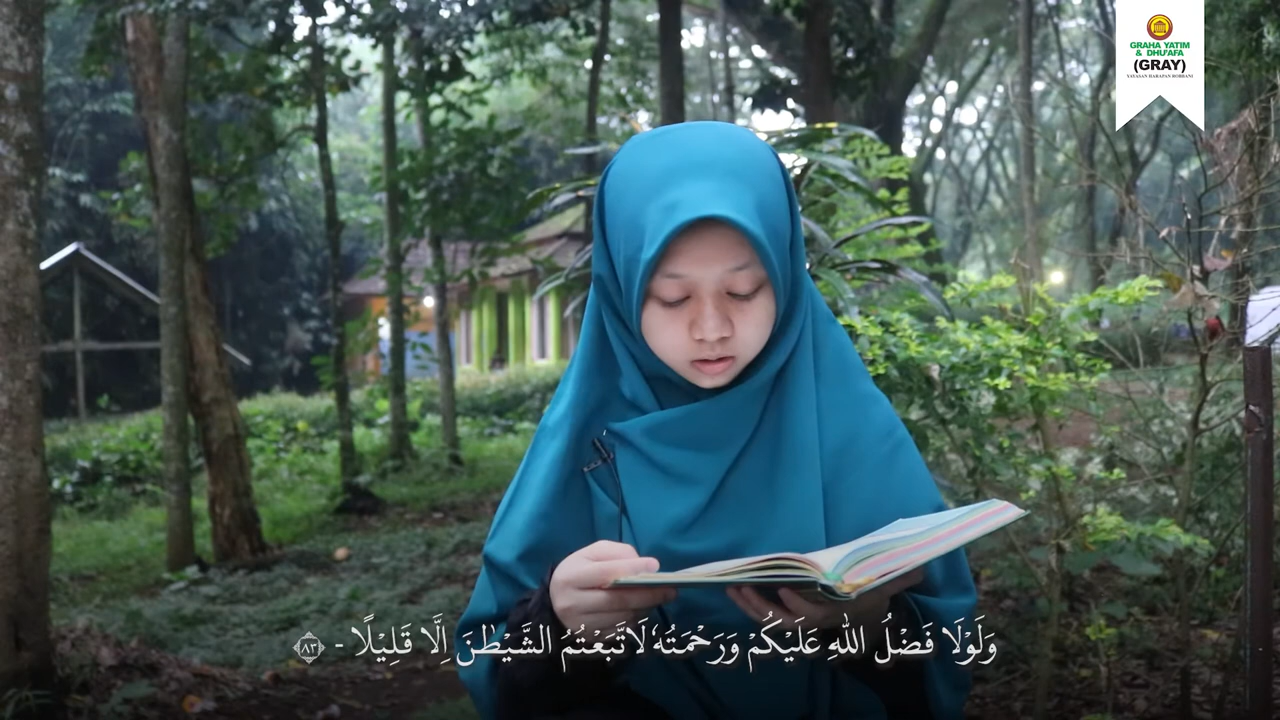 GRAHA YATIM
& DHU'AFA
(GRAY)
YAYASAN HARAPAN ROBBANI
وَلَوْلَا فَضْلُ اللّٰهِ عَلَيْكُمْ وَرَحْمَتُهٗ لَاتَّبَعْتُمُ الشَّيْطٰنَ اِلَّا قَلِيْلًا - ٨٣